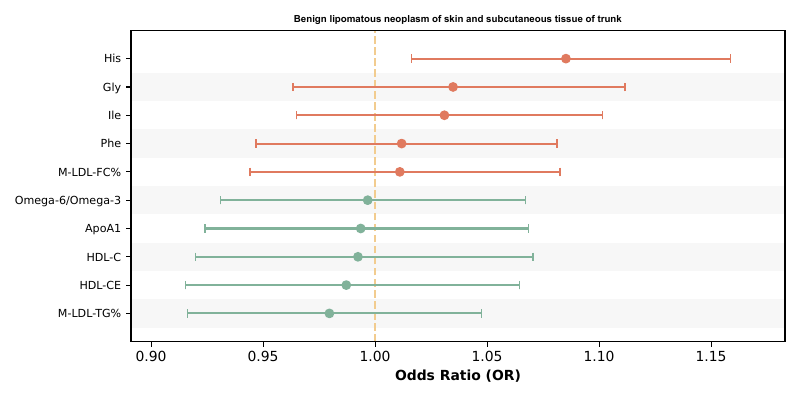 Benign lipomatous neoplasm of skin and subcutaneous tissue of trunk
His
Gly
Ile
Phe
M-LDL-FC%
Omega-6/Omega-3
ApoA1
HDL-C
HDL-CE
M-LDL-TG%
0.90 0.95 1.00 1.05 1.10 1.15
Odds Ratio (OR)